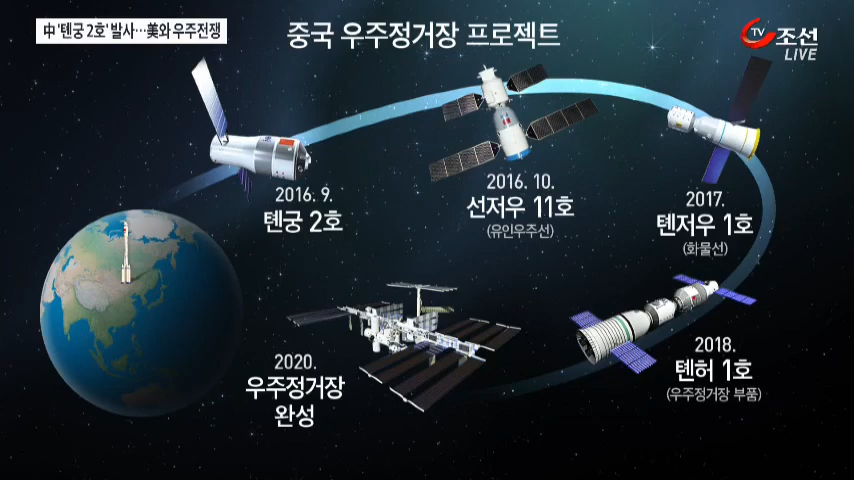 中 '톈궁 2호' 발사…美와 우주전쟁
중국 우주정거장 프로젝트
TV조선
LIVE
2016. 9.
톈궁 2호
2016. 10.
선저우 11호
(유인우주선)
2017.
톈저우 1호
(화물선)
2018.
톈허 1호
(우주정거장 부품)
2020.
우주정거장
완성